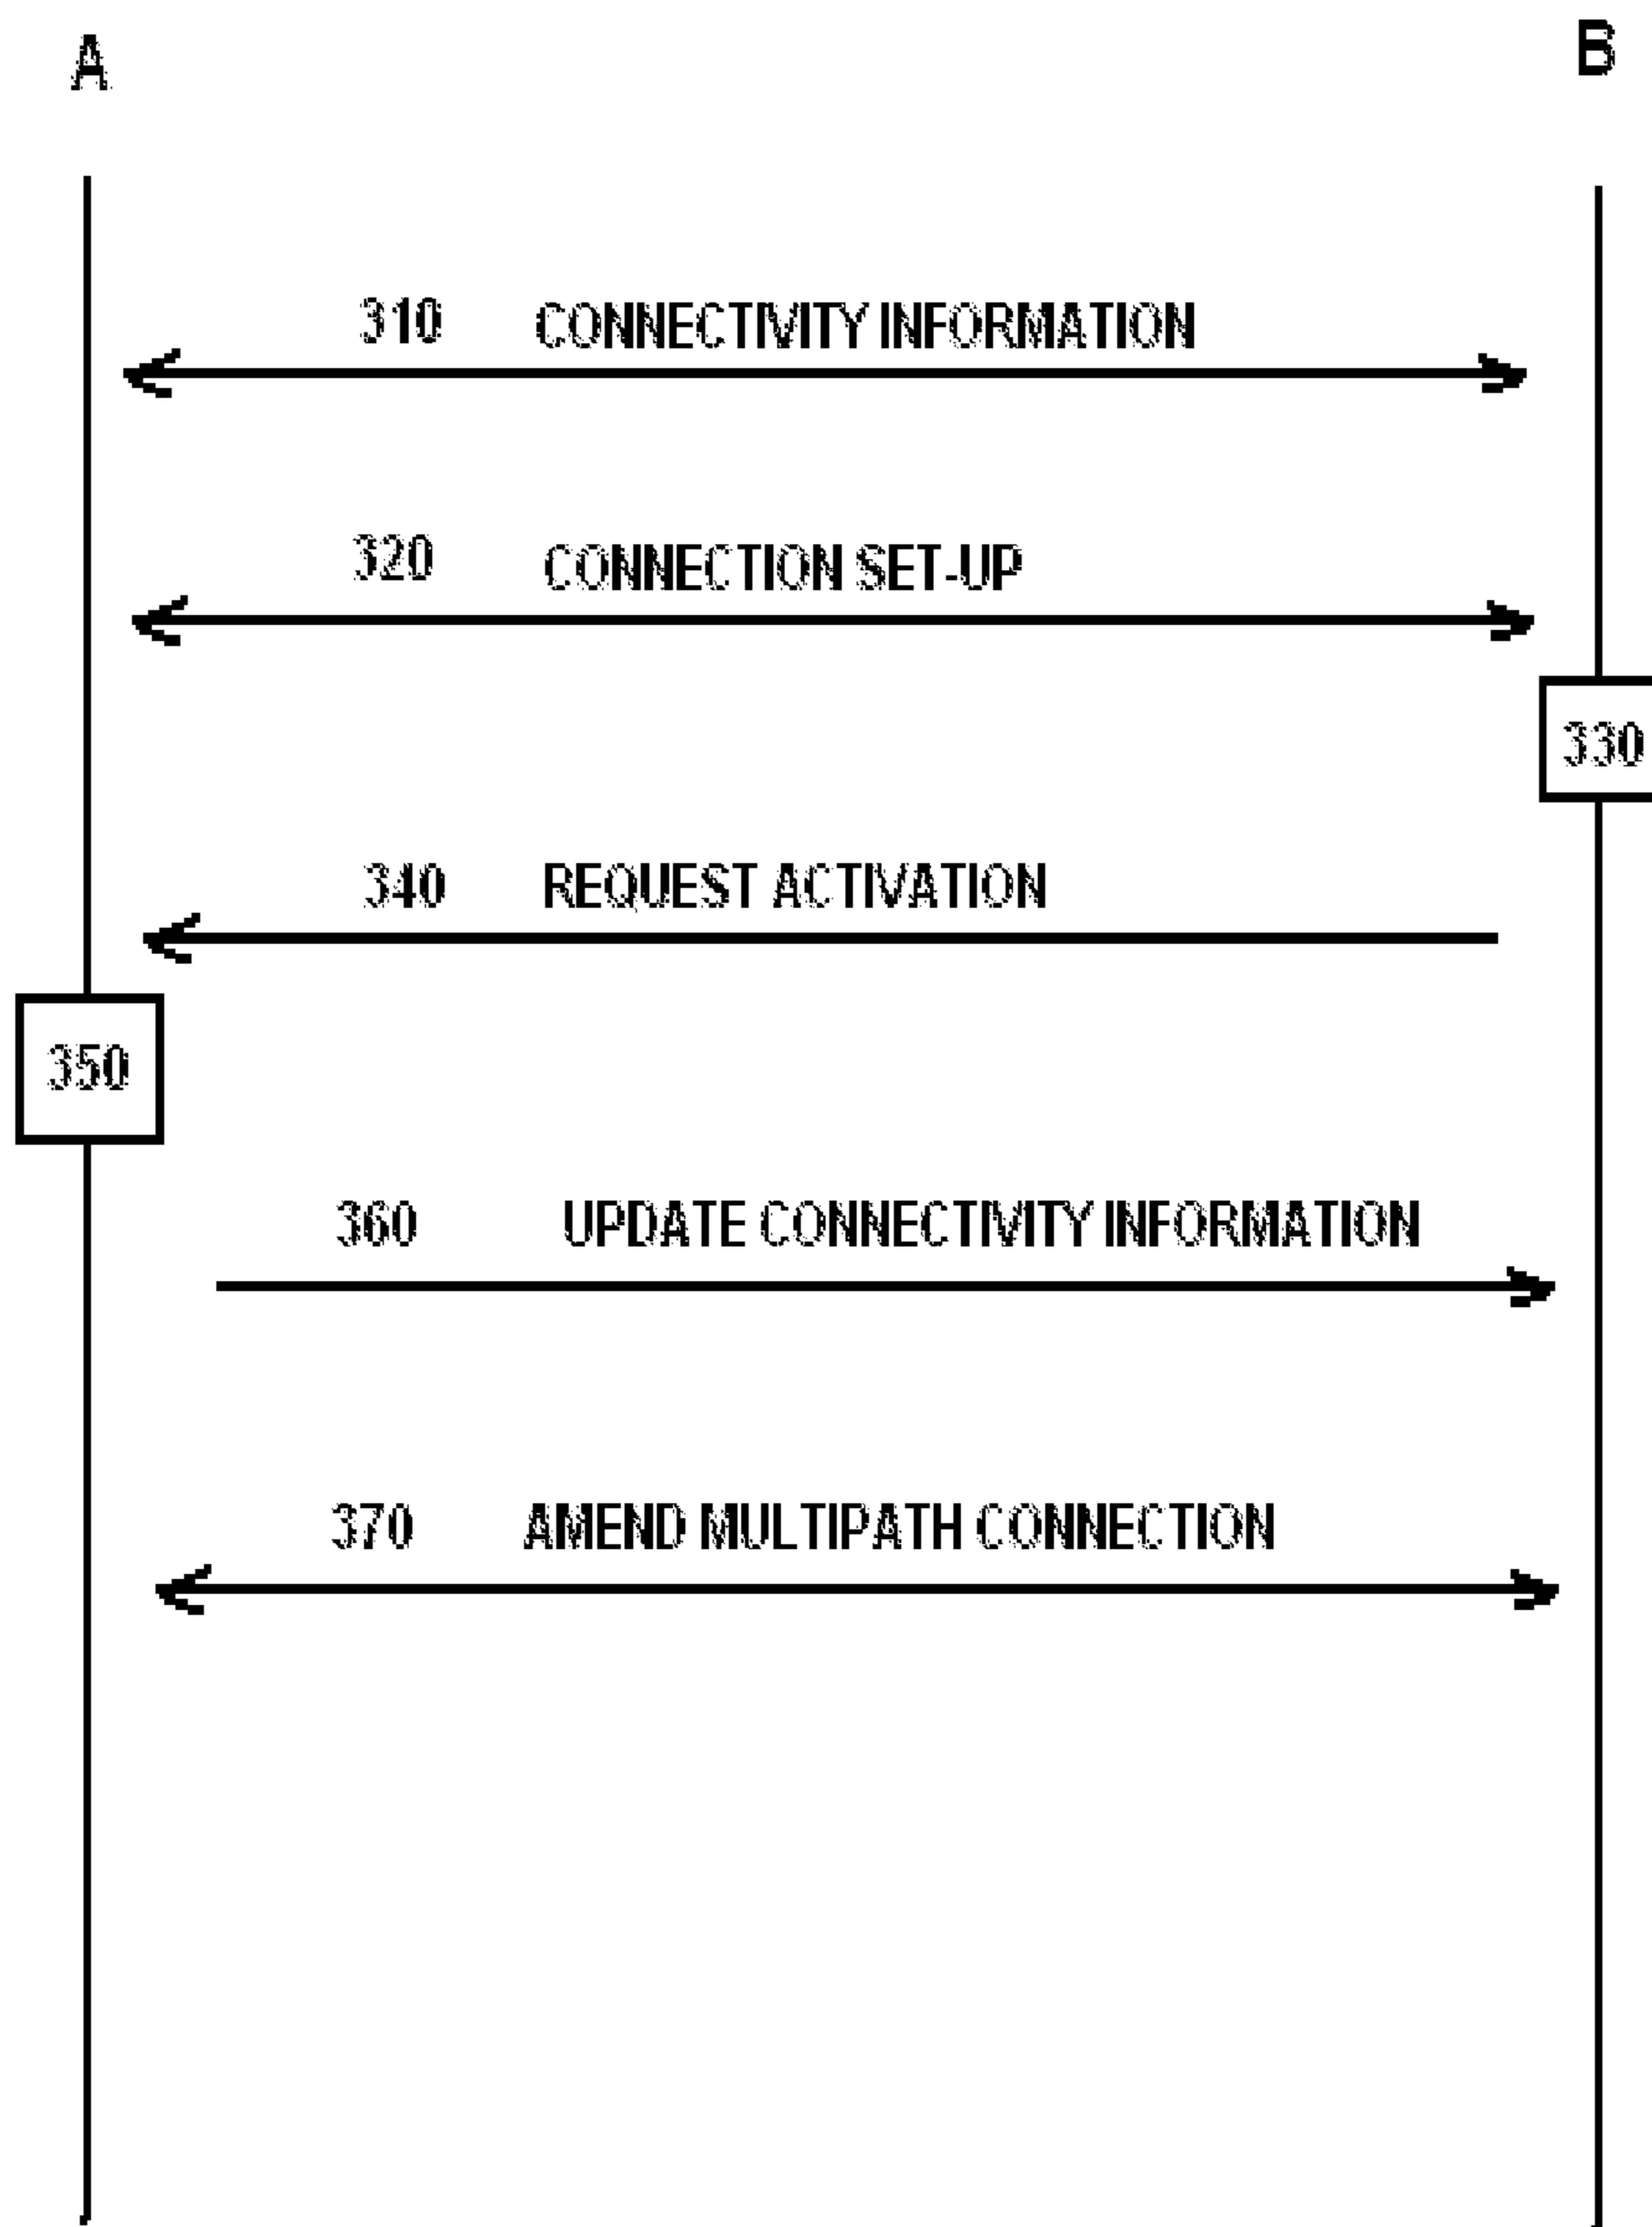 A
B
310 CONNECTIVITY INFORMATION
320 CONNECTION SET-UP
330
340 REQUEST ACTIVATION
350
360 UPDATE CONNECTIVITY INFORMATION
370 AMEND MULTIPATH CONNECTION